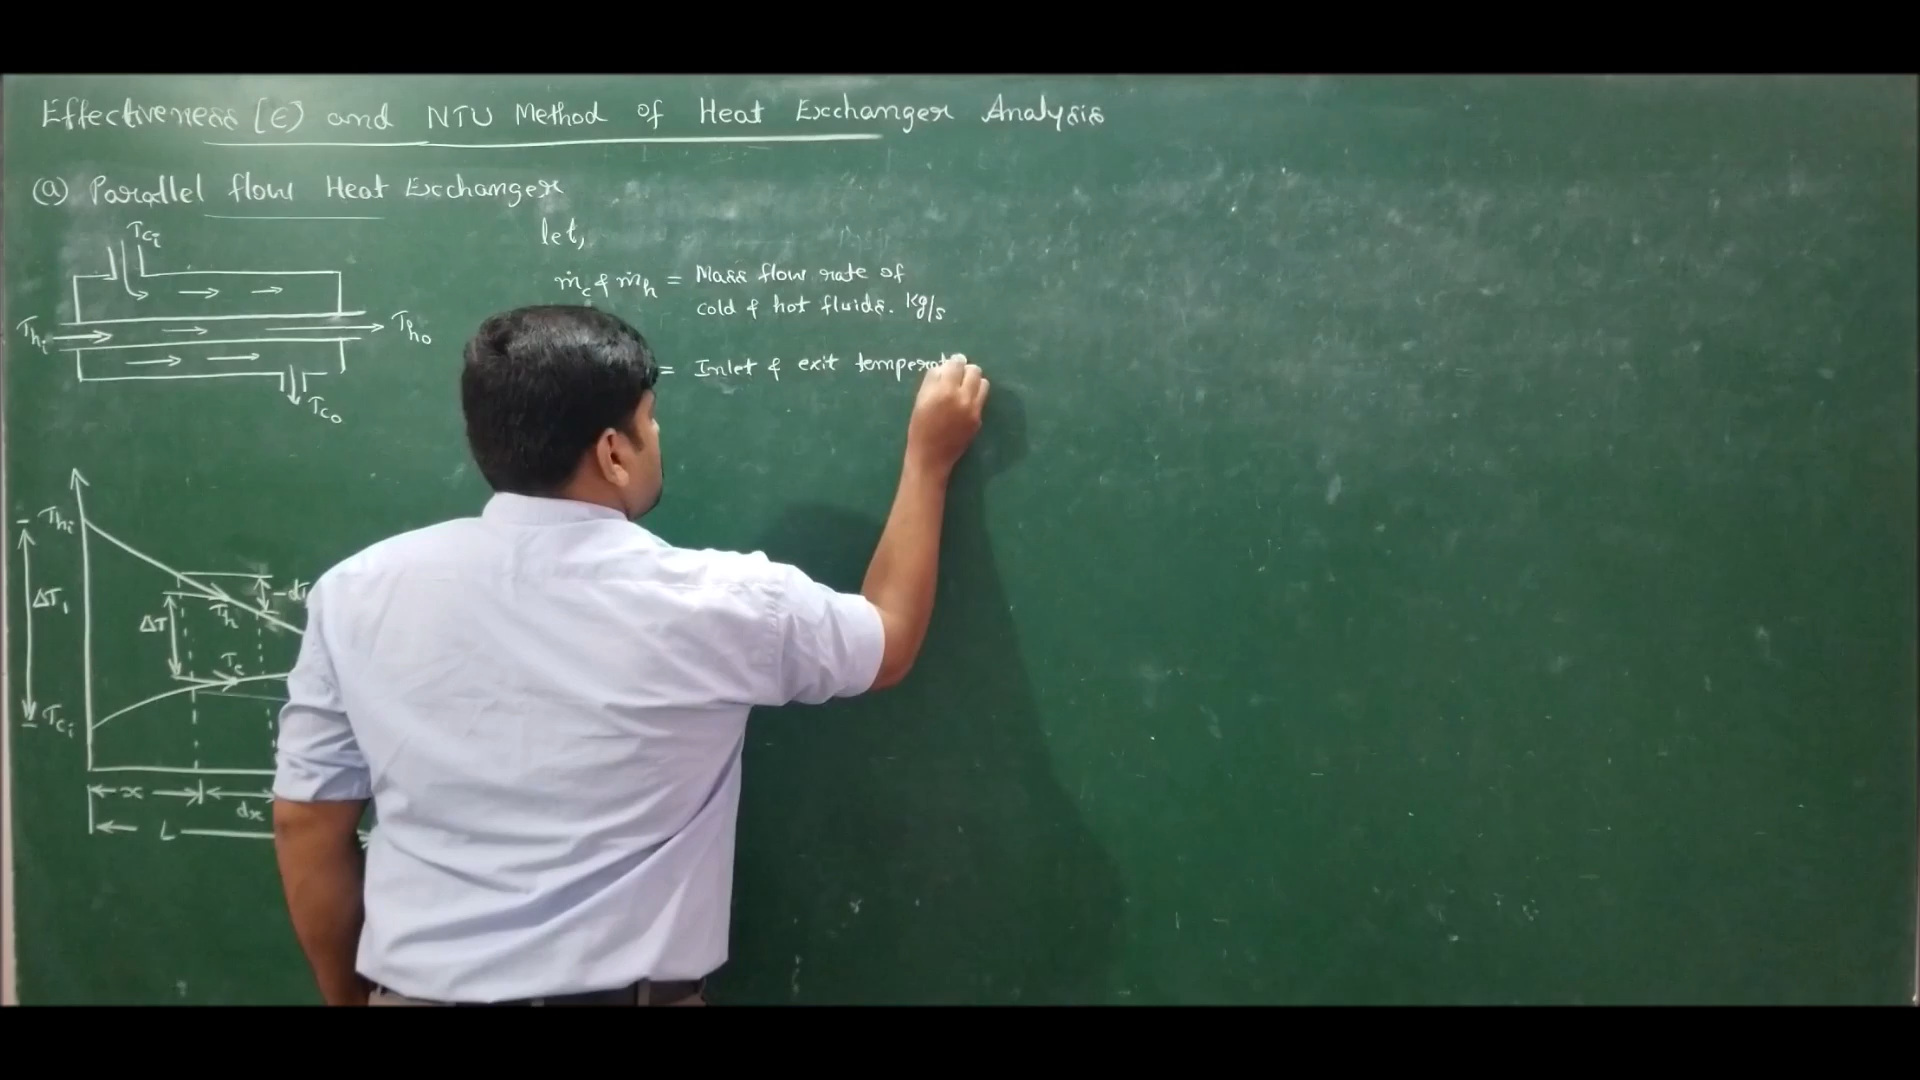 Effectiveness [ϵ] and NTU Method of Heat Exchanger Analysis
(a) Parallel flow Heat Exchanger
let,
Tci
ṁc & ṁh = Mass flow rate of
cold & hot fluids. kg/s
Thi
Tho
= Inlet & exit
Tco
Thi
ΔT1
ΔT
Th
Tc
Tci
x
dx
L